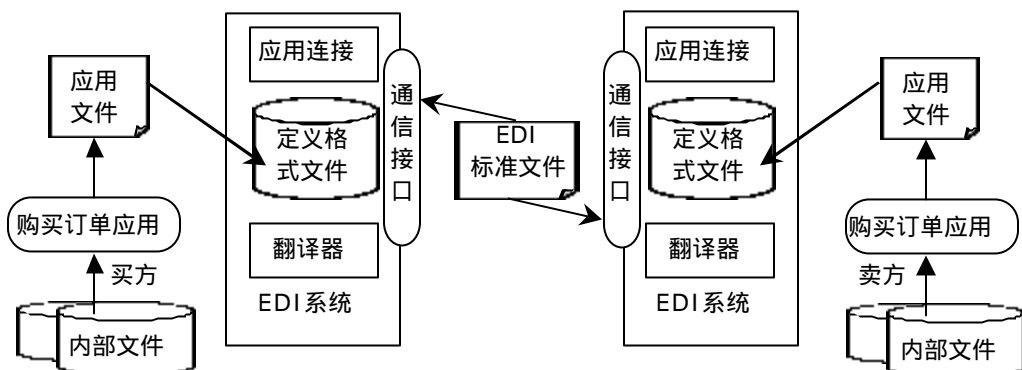 应用
文件
购买订单应用
买方
内部文件
应用连接
定义格
式文件
翻译器
EDI系统
通
信
接
口
EDI
标准文件
通
信
接
口
应用连接
定义格
式文件
翻译器
EDI系统
应用
文件
购买订单应用
卖方
内部文件